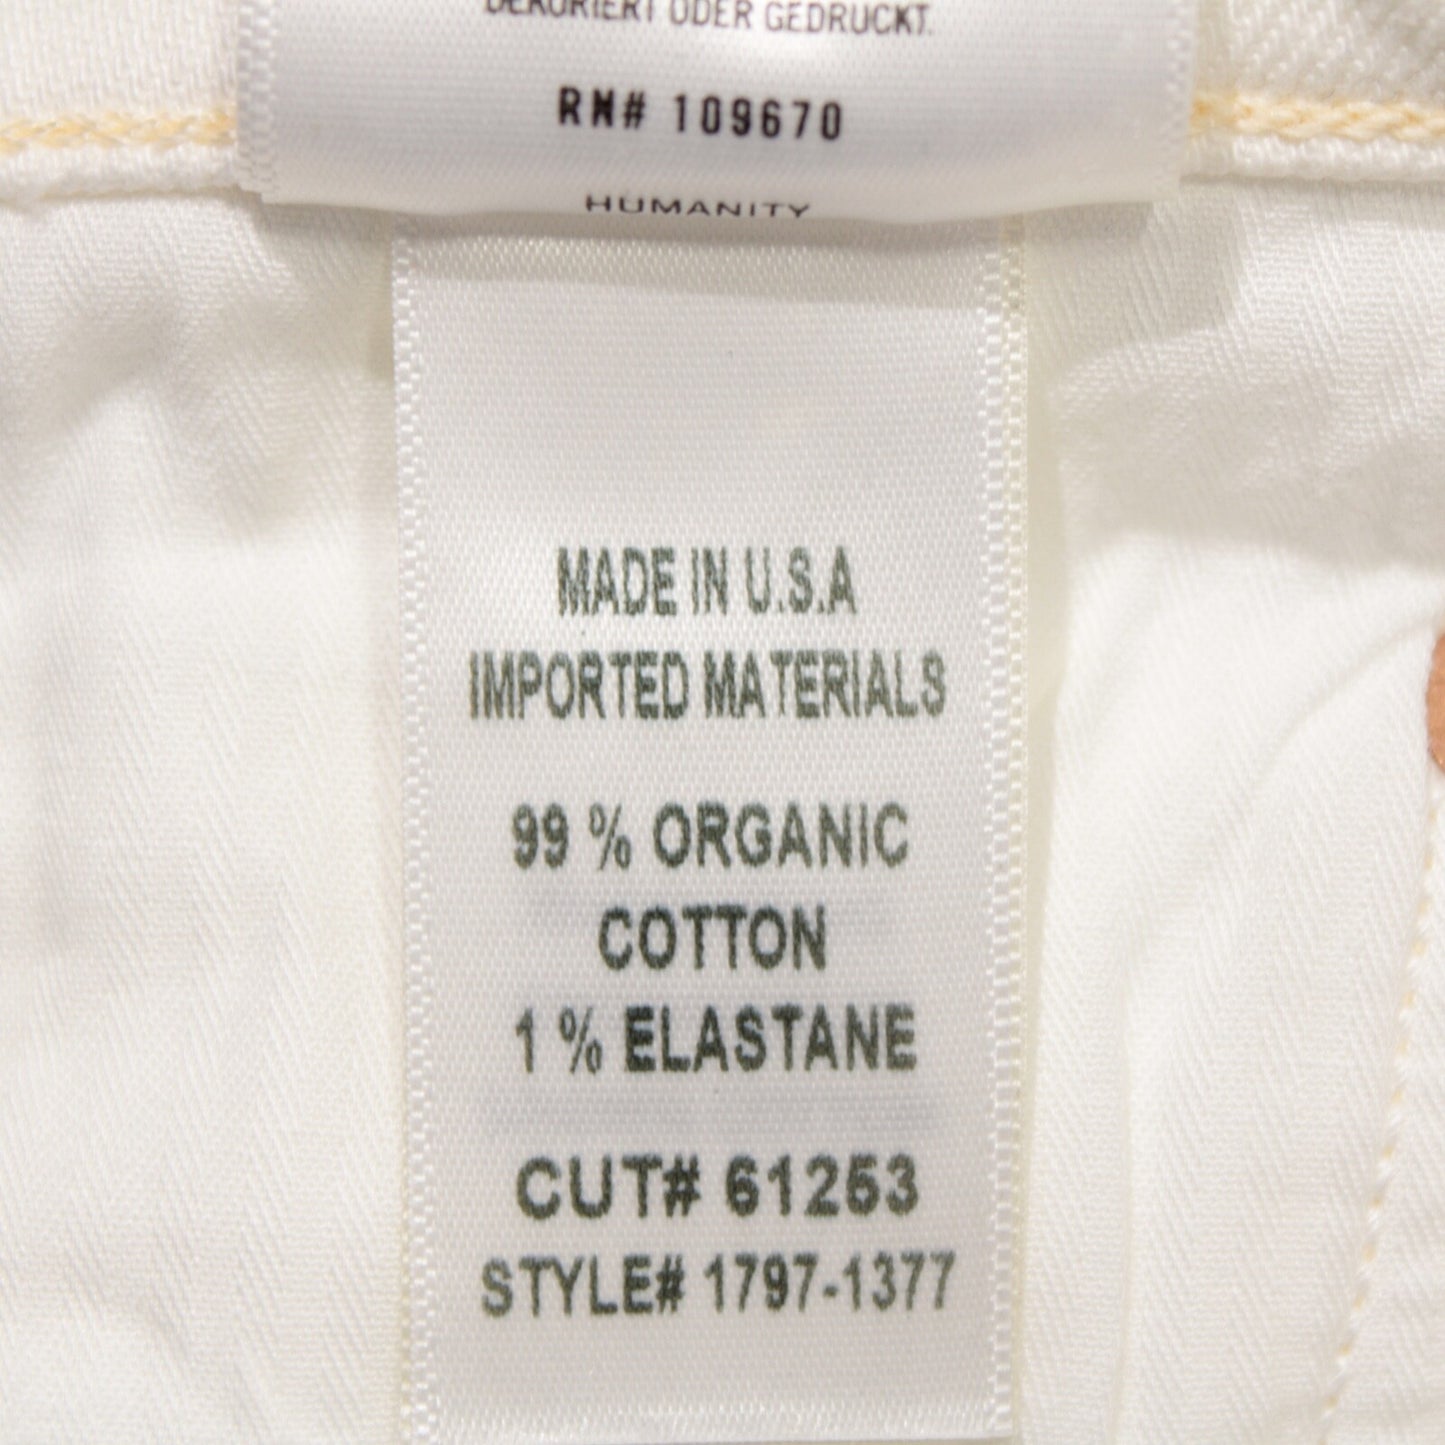 DEKORIERT ODER GEDRUCKT.
RN# 109670
HUMANITY
MADE IN U.S.A
IMPORTED MATERIALS
99 % ORGANIC
COTTON
1 % ELASTANE
CUT# 61253
STYLE# 1797-1377